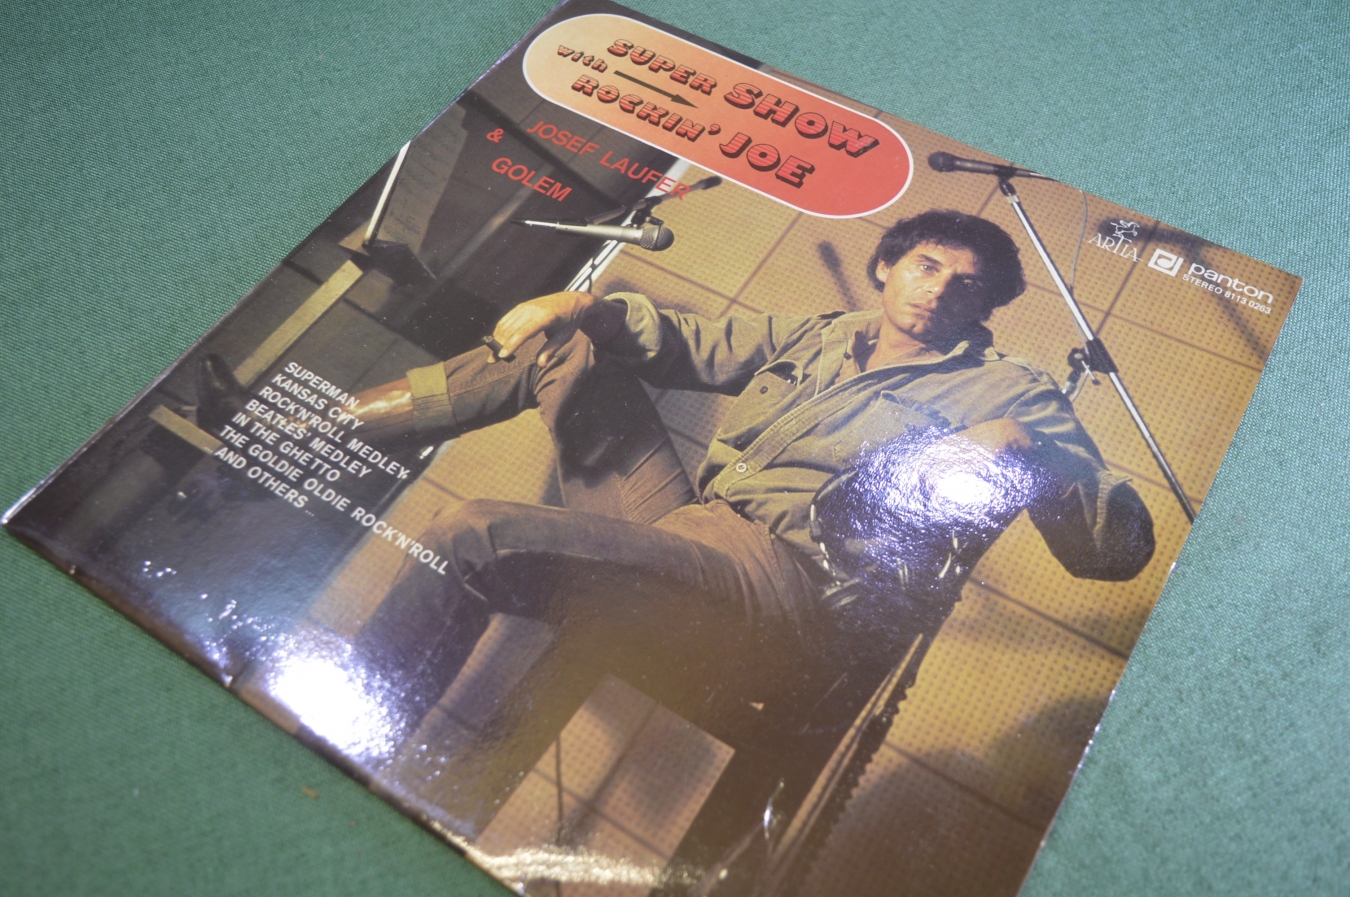 SUPER SHOW
with
ROCKIN' JOE
JOSEF LAUFER
&
GOLEM
ARTIA
panton
STEREO 8113 0263
SUPERMAN
KANSAS CITY
ROCK'N'ROLL MEDLEY
BEATLES' MEDLEY
IN THE GHETTO
THE GOLDIE OLDIE ROCK'N'ROLL
AND OTHERS...